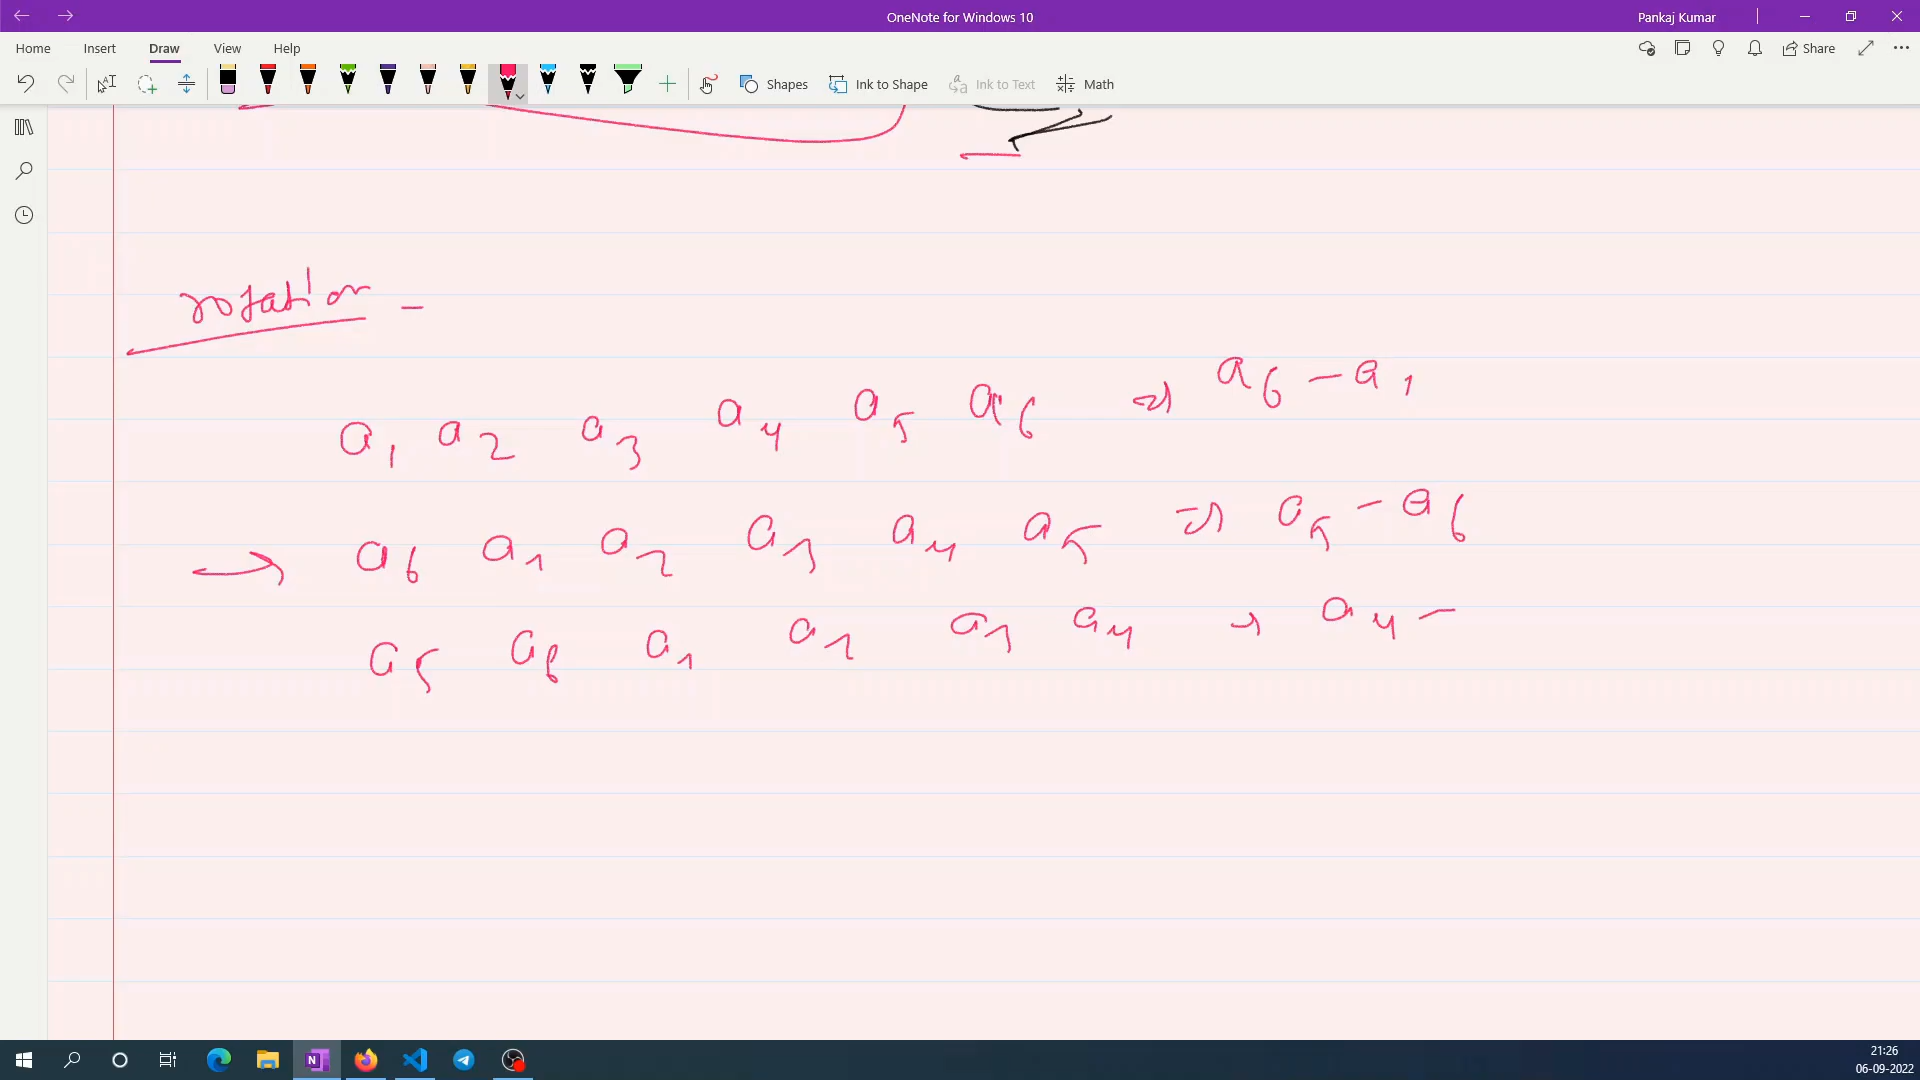 OneNote for Windows 10
Pankaj Kumar
Home Insert Draw View Help
Share
Shapes Ink to Shape Ink to Text Math
rotation -
a1 a2 a3 a4 a5 a6 ⇒ a6 - a1
→ a6 a1 a2 a3 a4 a5 ⇒ a5 - a6
a5 a6 a1 a2 a3 a4 → a4 -
21:26
06-09-2022